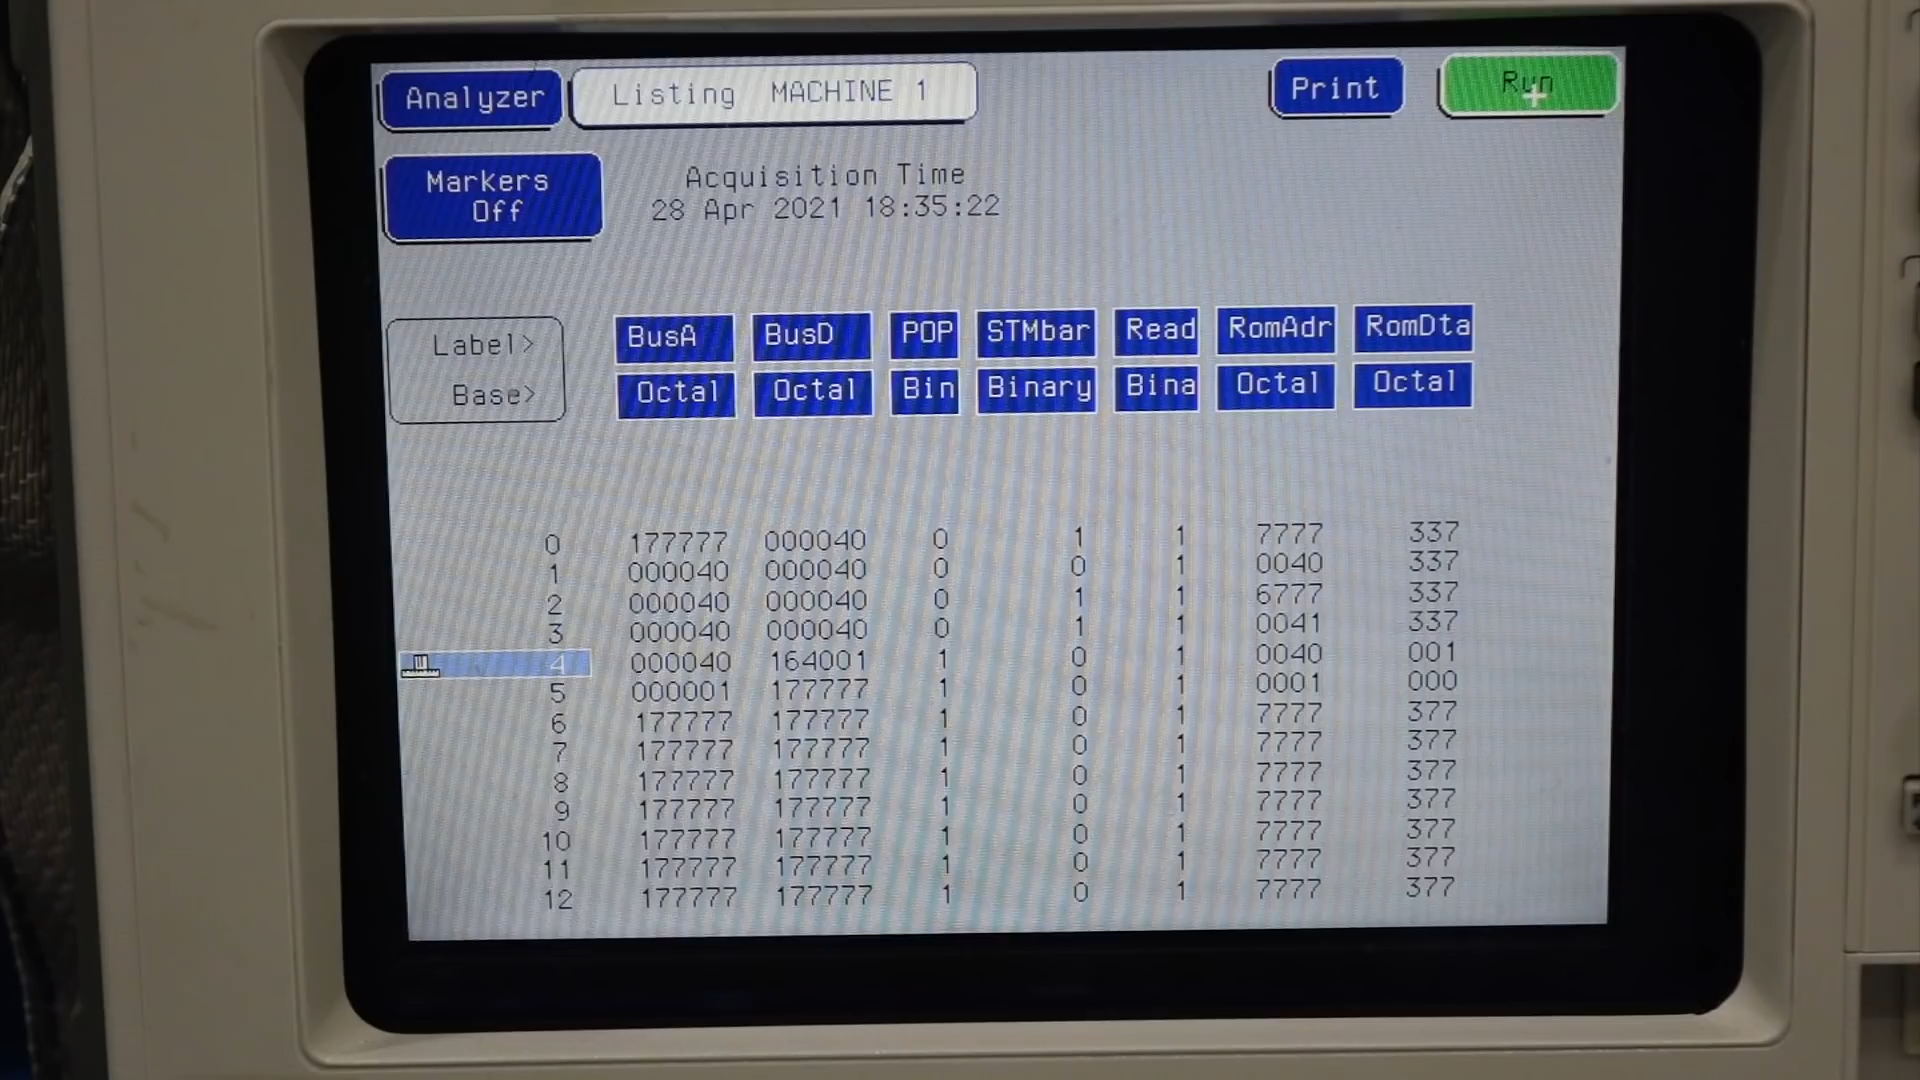 Analyzer Listing MACHINE 1 Print Run
Markers
Off
Acquisition Time
28 Apr 2021 18:35:22
Label> BusA BusD POP STMbar Read RomAdr RomDta
Base> Octal Octal Bin Binary Bina Octal Octal
0 177777 000040 0 1 1 7777 337
1 000040 000040 0 0 1 0040 337
2 000040 000040 0 1 1 6777 337
3 000040 000040 0 1 1 0041 337
4 000040 164001 1 0 1 0040 001
5 000001 177777 1 0 1 0001 000
6 177777 177777 1 0 1 7777 377
7 177777 177777 1 0 1 7777 377
8 177777 177777 1 0 1 7777 377
9 177777 177777 1 0 1 7777 377
10 177777 177777 1 0 1 7777 377
11 177777 177777 1 0 1 7777 377
12 177777 177777 1 0 1 7777 377